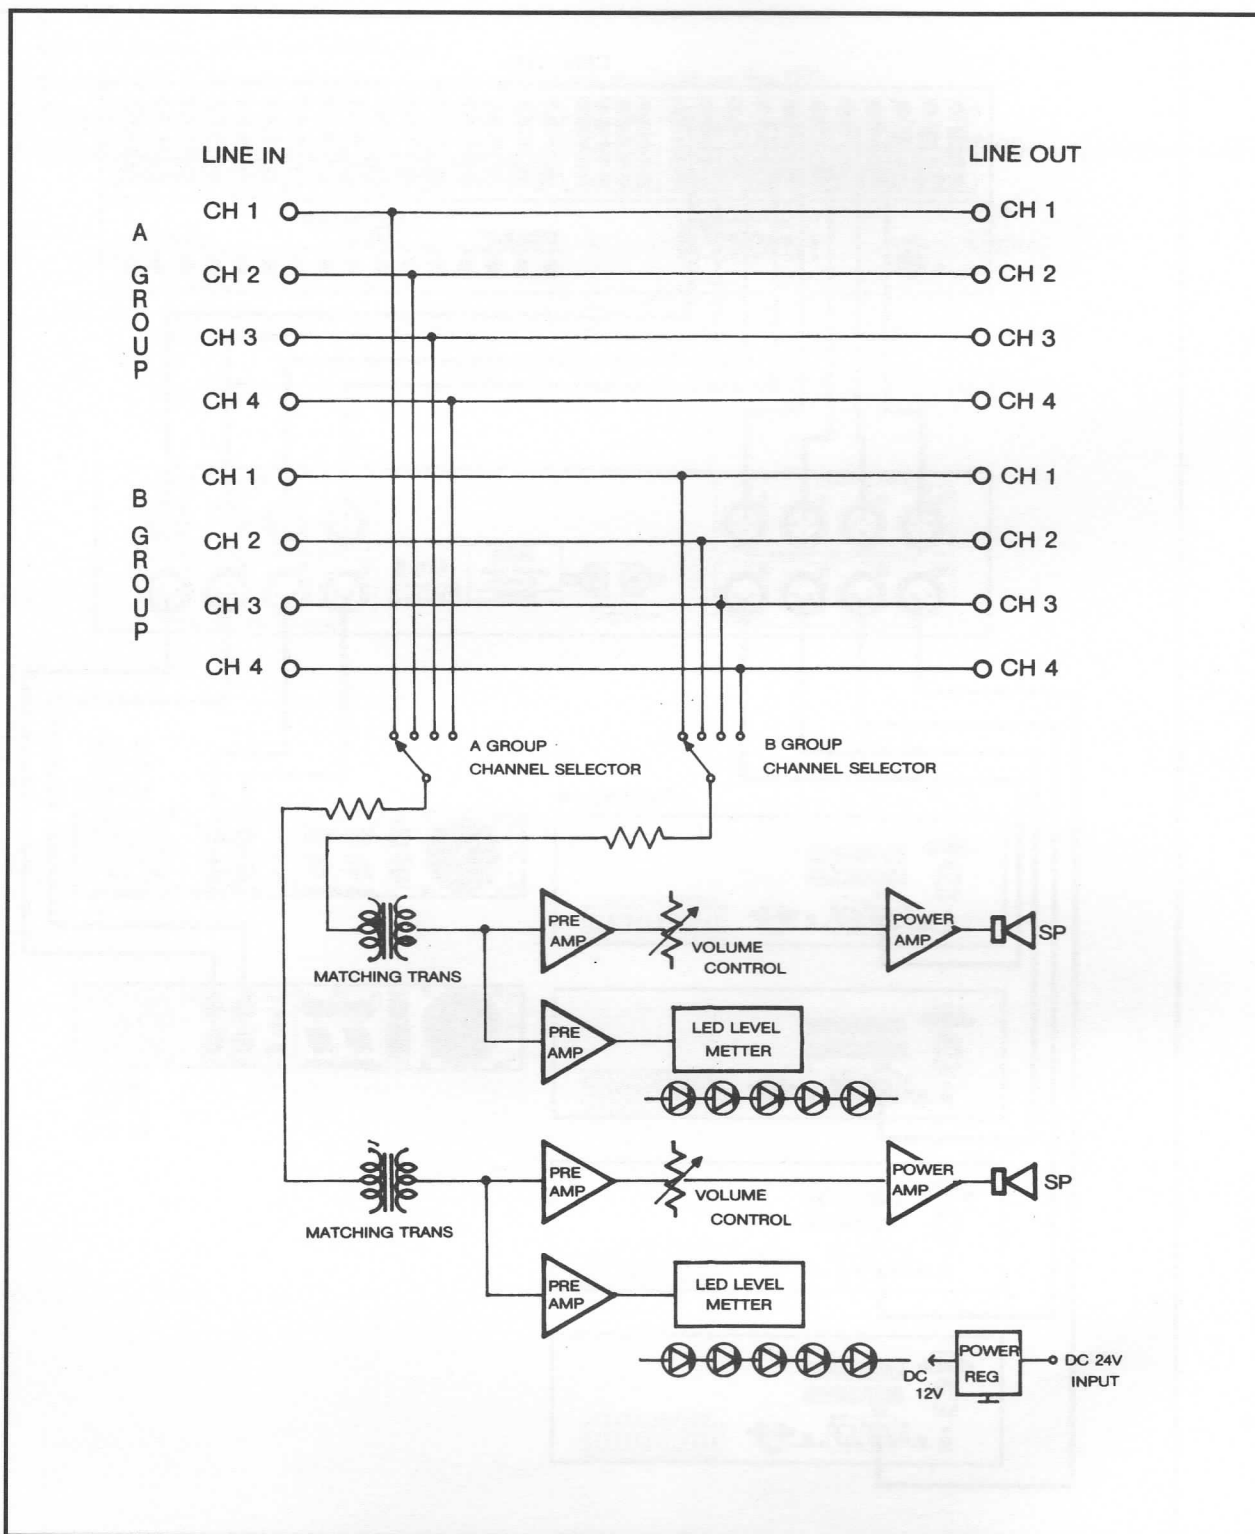 LINE IN
LINE OUT
A GROUP
CH 1
CH 1
CH 2
CH 2
CH 3
CH 3
CH 4
CH 4
B GROUP
CH 1
CH 1
CH 2
CH 2
CH 3
CH 3
CH 4
CH 4
A GROUP
CHANNEL SELECTOR
B GROUP
CHANNEL SELECTOR
MATCHING TRANS
PRE
AMP
VOLUME
CONTROL
POWER
AMP
SP
PRE
AMP
LED LEVEL
METTER
MATCHING TRANS
PRE
AMP
VOLUME
CONTROL
POWER
AMP
SP
PRE
AMP
LED LEVEL
METTER
DC
12V
POWER
REG
DC 24V
INPUT